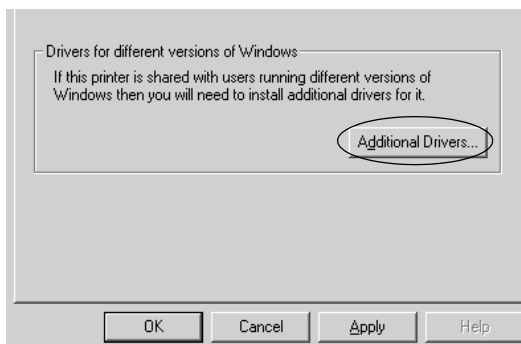 Drivers for different versions of Windows
If this printer is shared with users running different versions of
Windows then you will need to install additional drivers for it.
Additional Drivers...
OK Cancel Apply Help